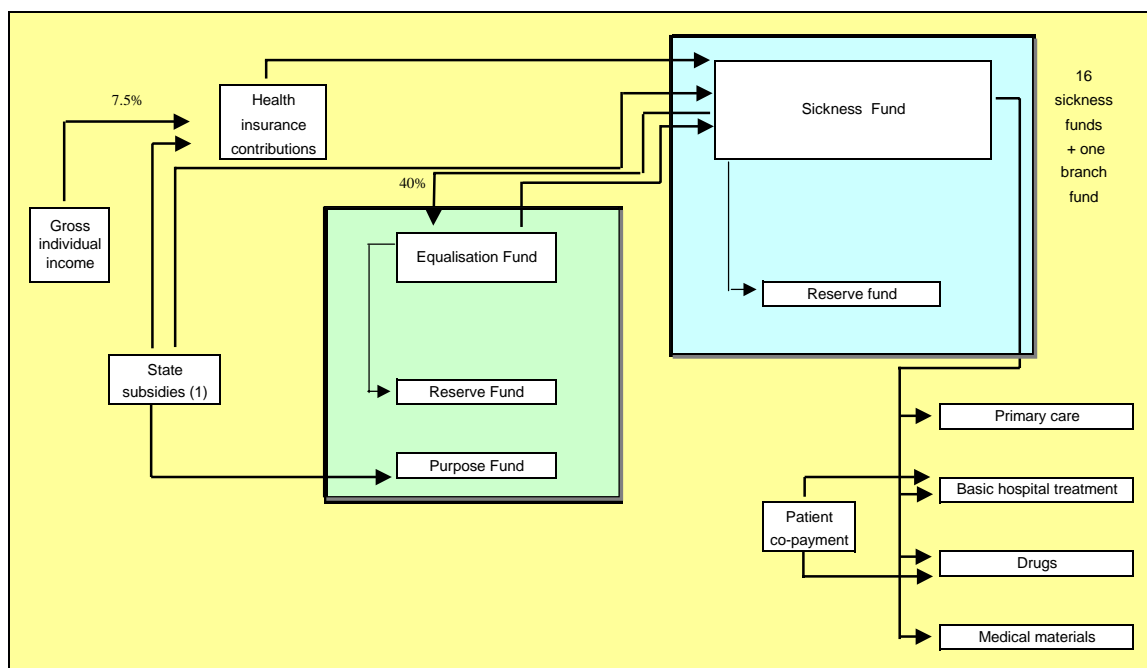 7.5%
Health
insurance
contributions
Sickness Fund
16
sickness
funds
+ one
branch
fund
40%
Gross
individual
income
Equalisation Fund
Reserve fund
State
subsidies (1)
Reserve Fund
Primary care
Purpose Fund
Basic hospital treatment
Patient
co-payment
Drugs
Medical materials